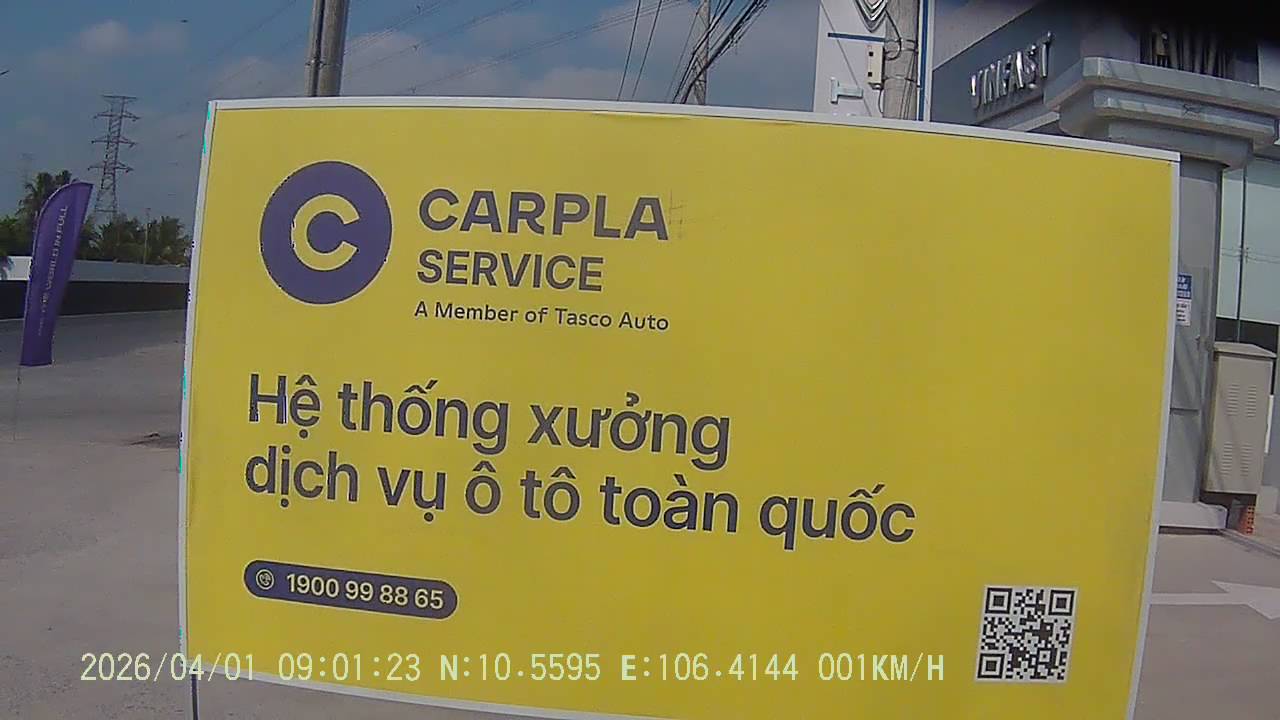 VINFAST
CARPLA
SERVICE
A Member of Tasco Auto
Hệ thống xưởng
dịch vụ ô tô toàn quốc
1900 99 88 65
2026/04/01 09:01:23 N:10.5595 E:106.4144 001KM/H